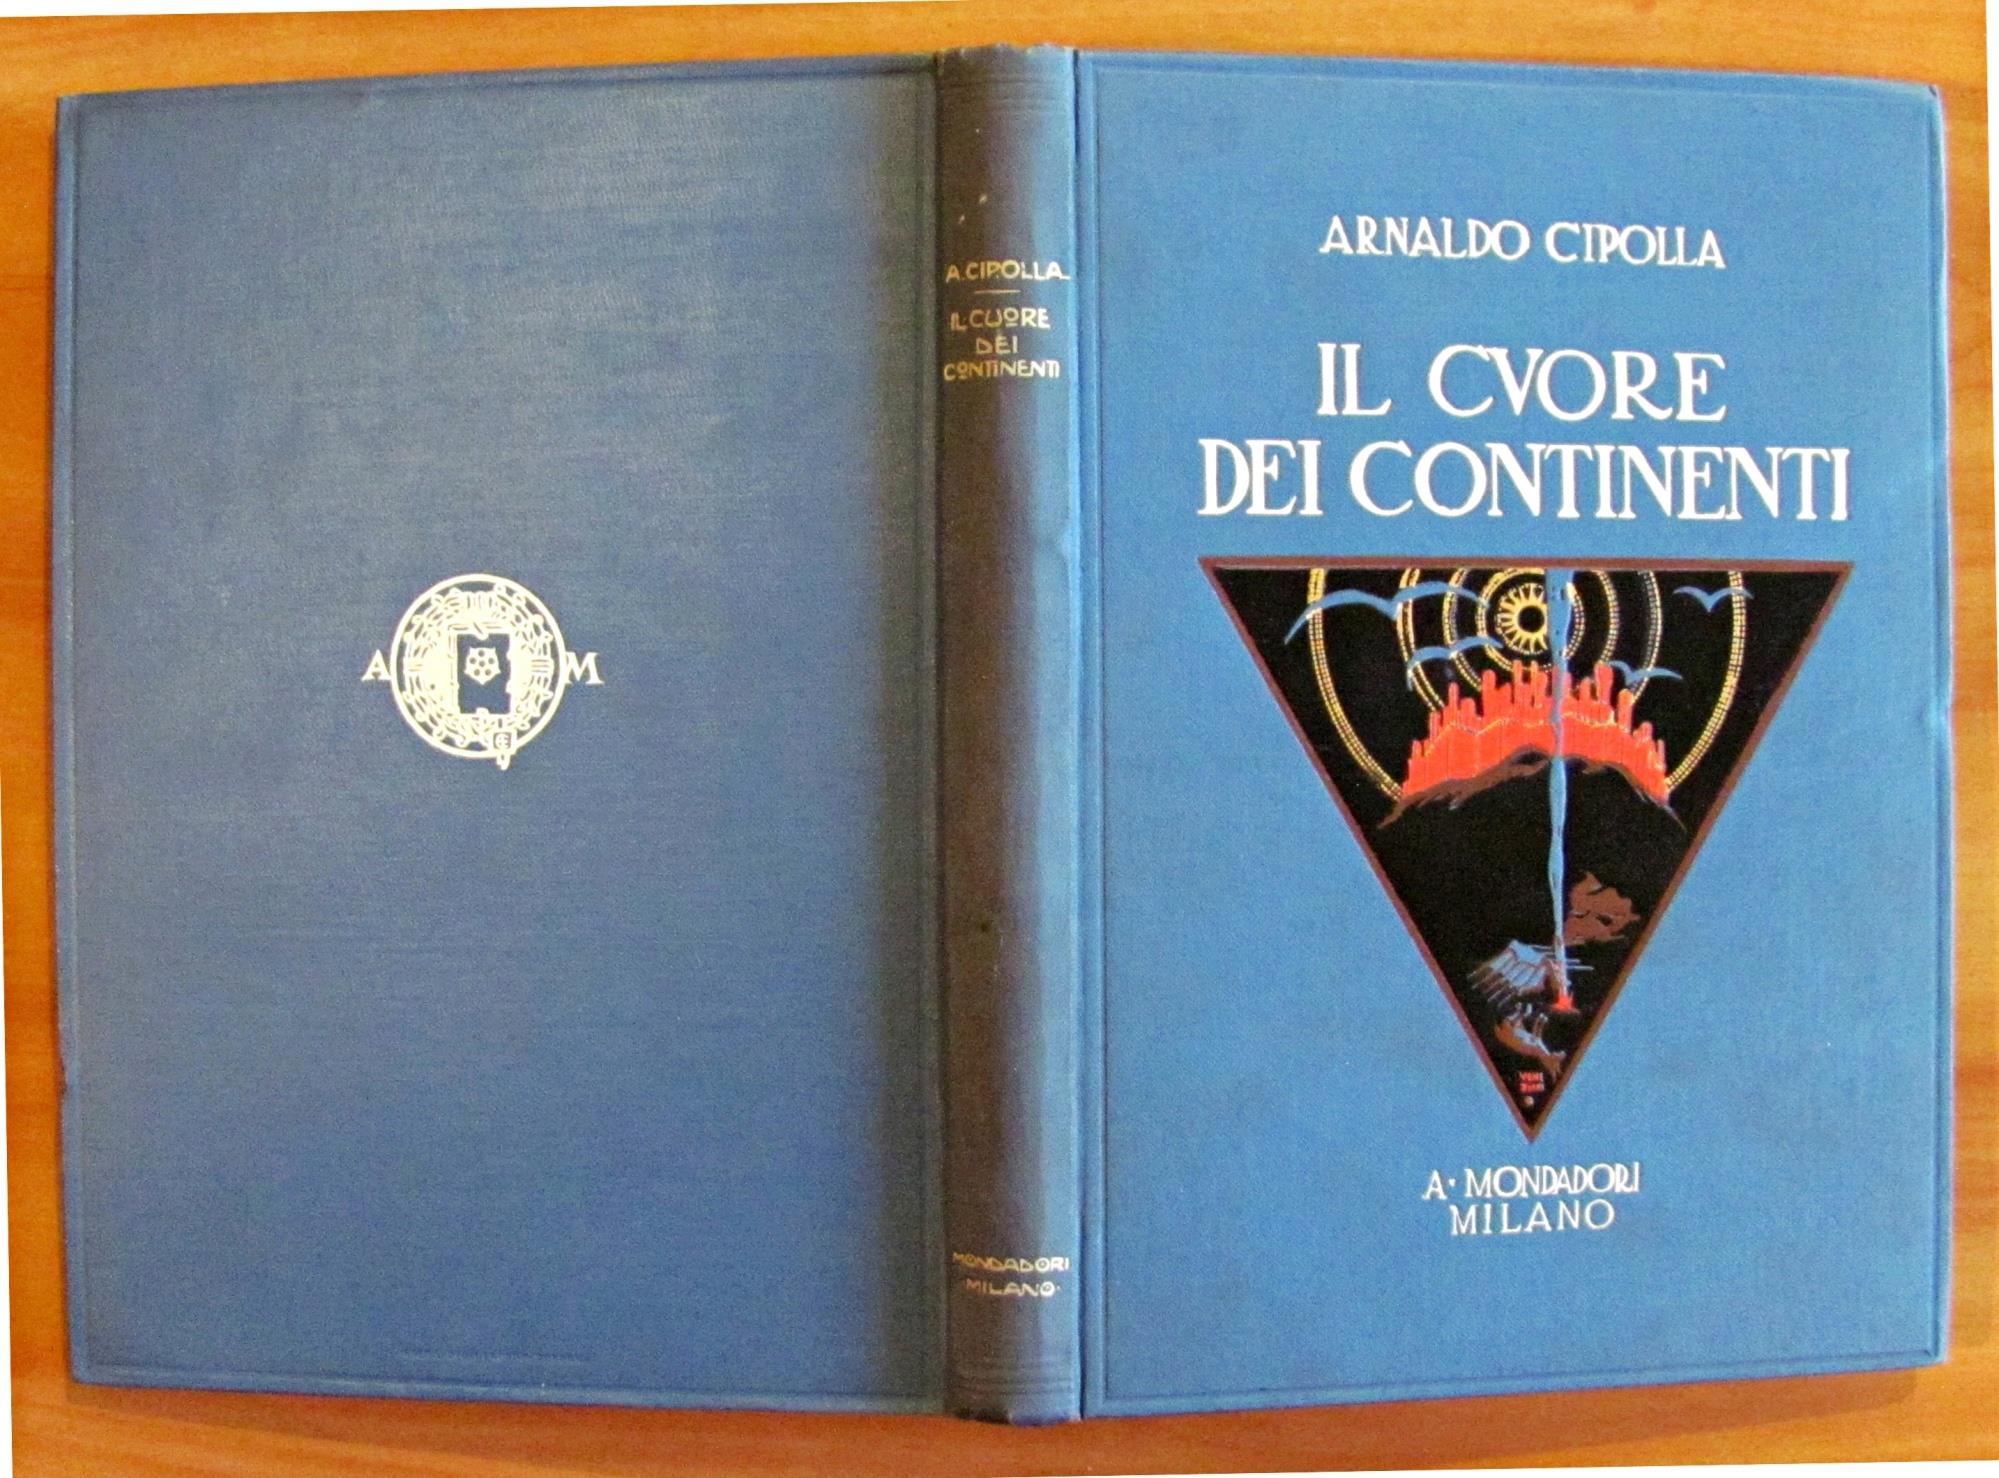 A M
A. CIPOLLA
IL CUORE
DEI
CONTINENTI
MONDADORI
·MILANO·
ARNALDO CIPOLLA
IL CVORE
DEI CONTINENTI
A· MONDADORI
MILANO